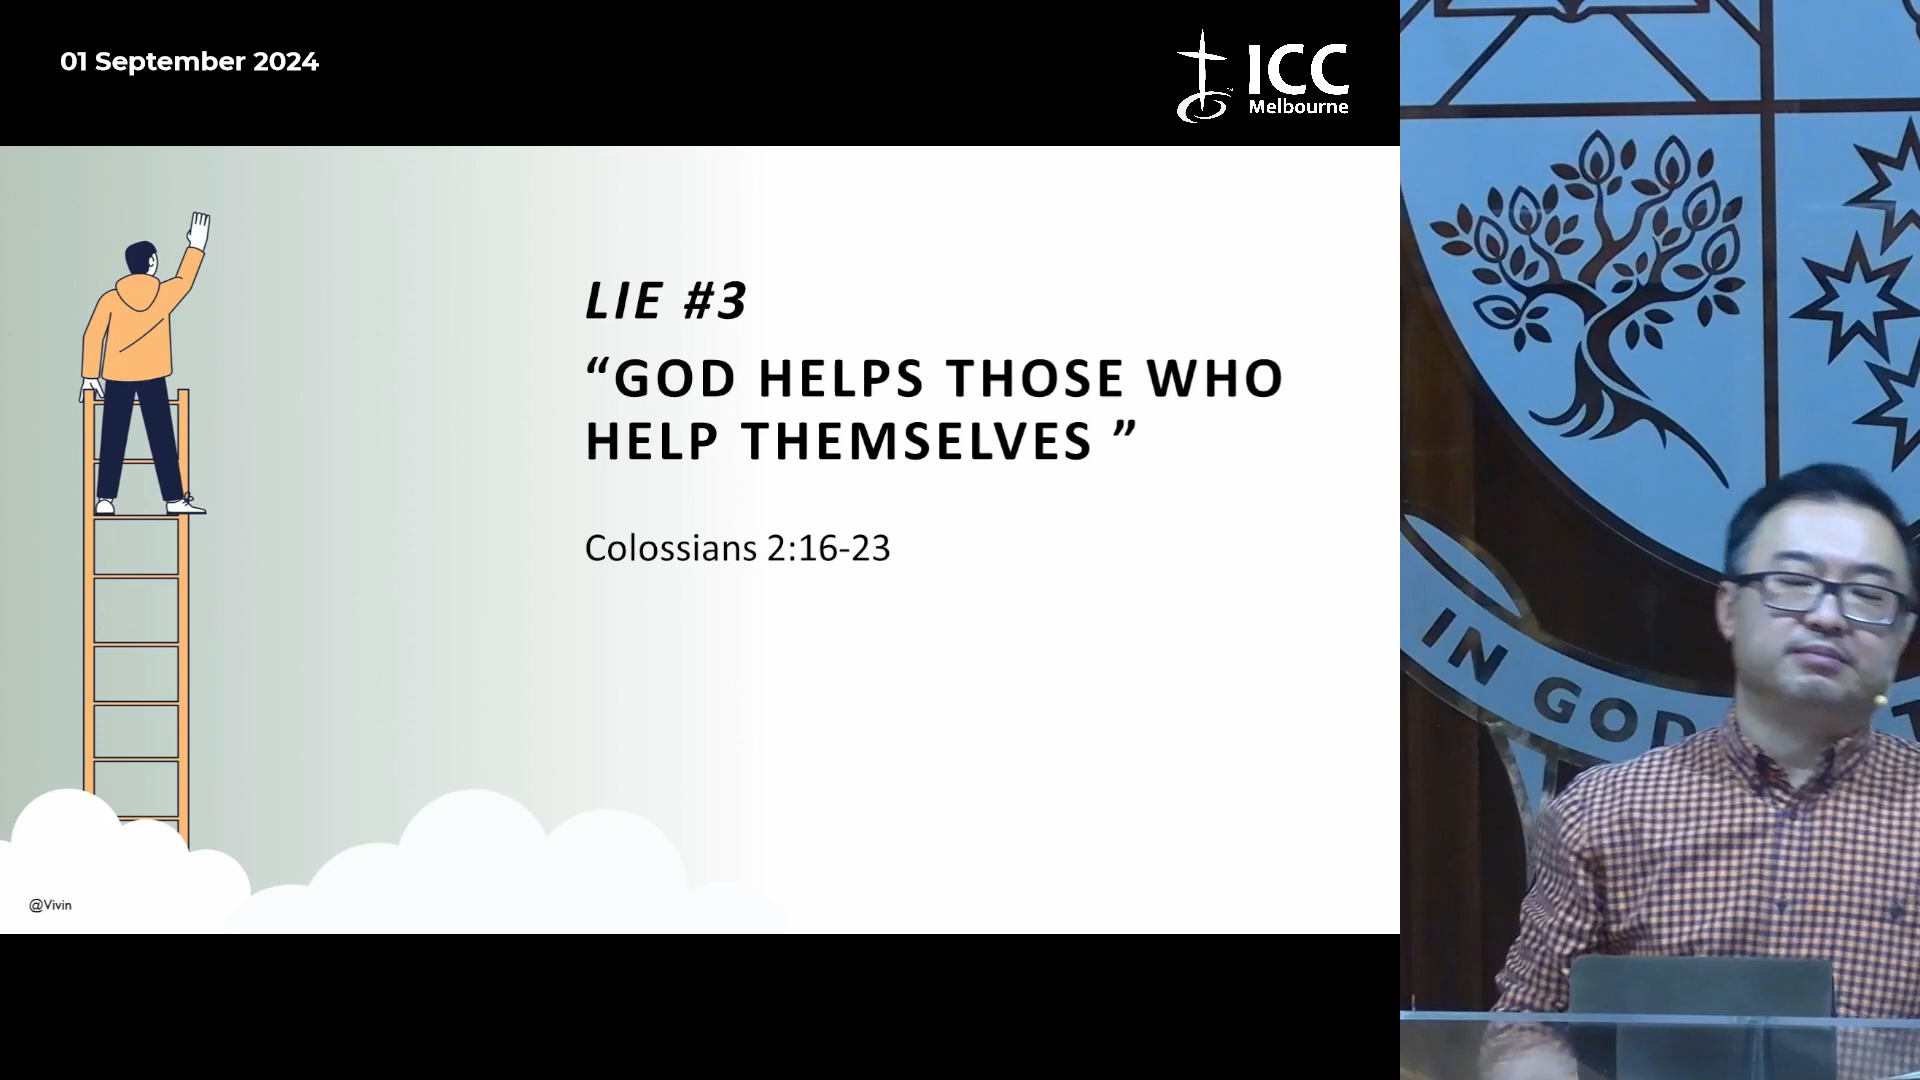 01 September 2024
ICC
Melbourne
LIE #3
“GOD HELPS THOSE WHO
HELP THEMSELVES ”
Colossians 2:16-23
@Vivin
IN GOD